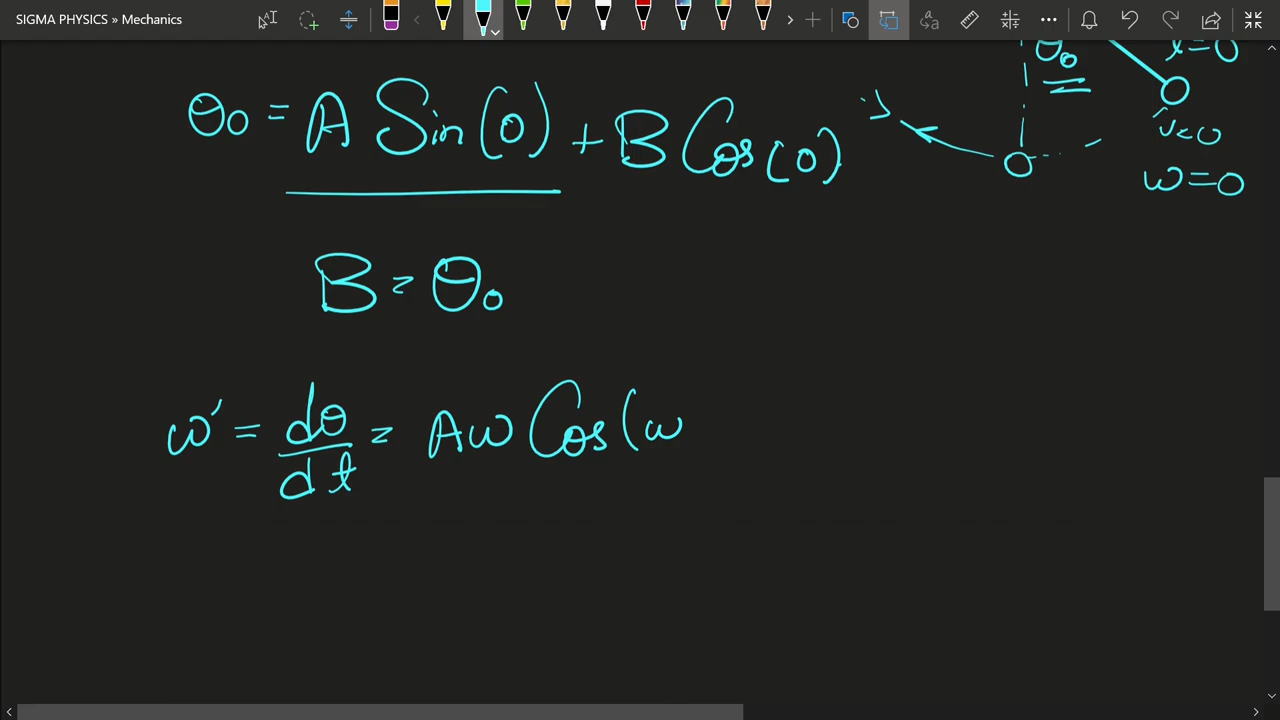 SIGMA PHYSICS » Mechanics
θ₀ t=0
θ₀ = A Sin(0) + B Cos(0)
v<0
ω=0
B = θ₀
ω' = dθ/dt = Aω Cos(ω